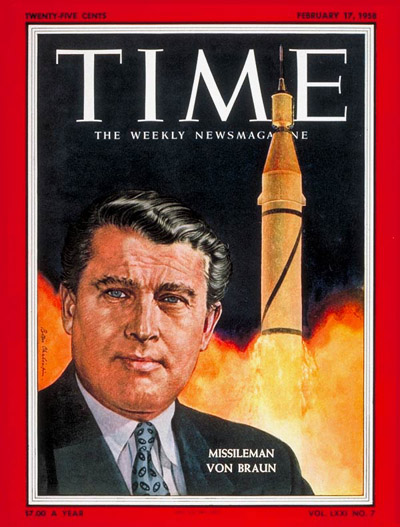 TWENTY-FIVE CENTS
FEBRUARY 17, 1958
TIME
THE WEEKLY NEWSMAGAZINE
MISSILEMAN
VON BRAUN
$7.00 A YEAR
VOL. LXXI NO. 7